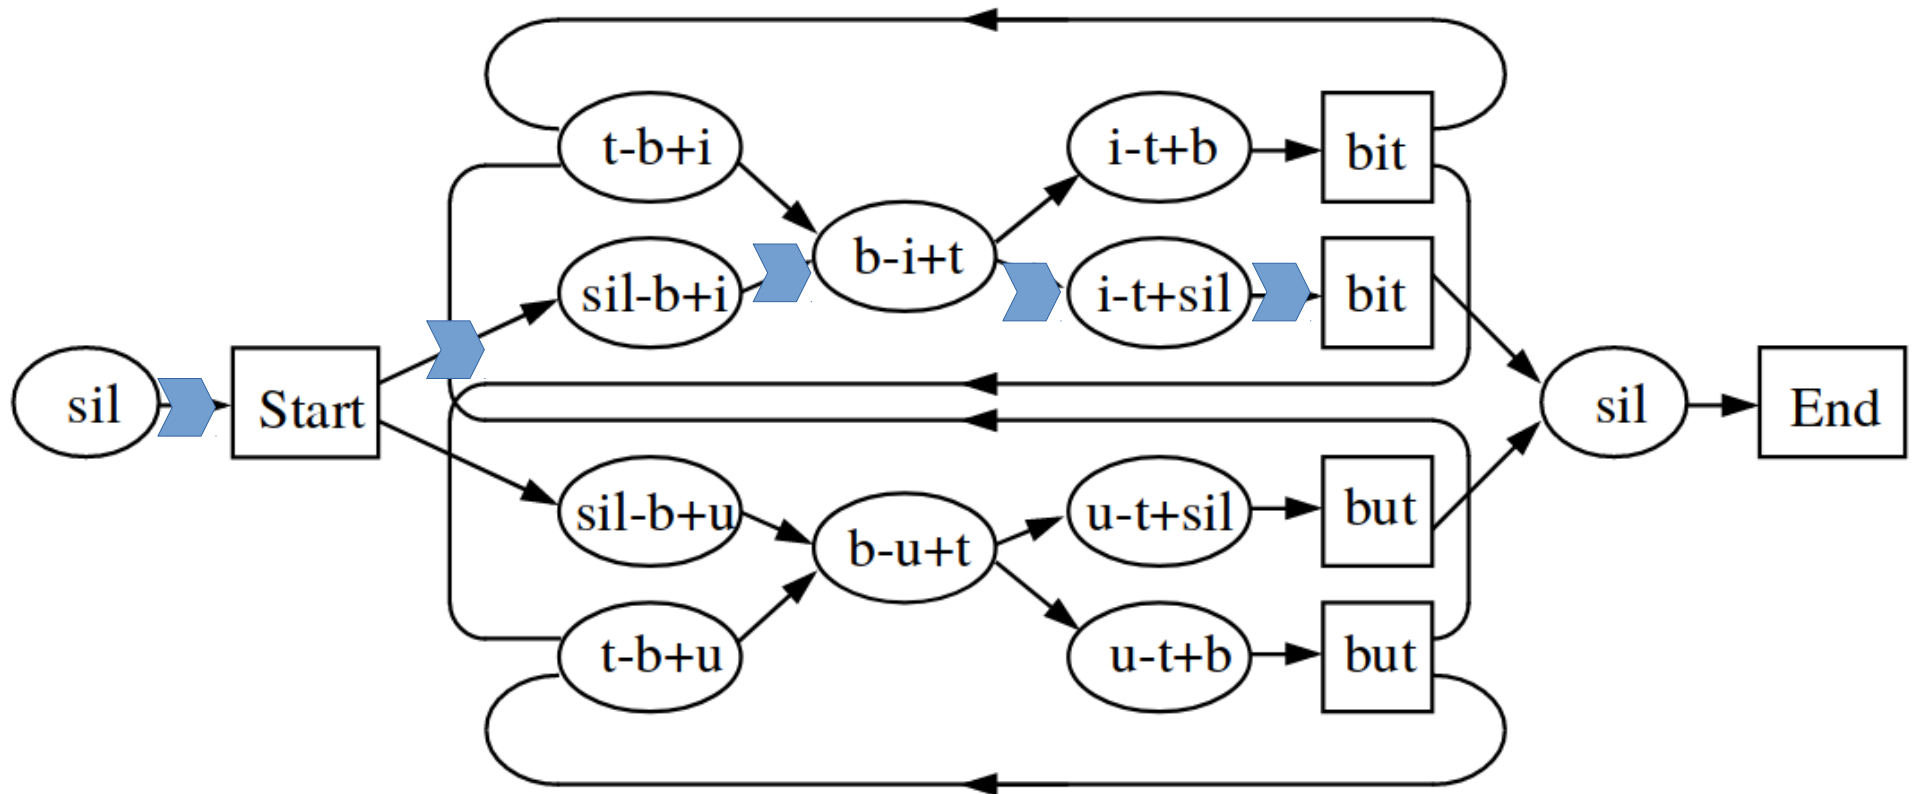 t-b+i
i-t+b
bit
b-i+t
sil-b+i
i-t+sil
bit
sil
Start
sil
End
sil-b+u
u-t+sil
but
b-u+t
t-b+u
u-t+b
but